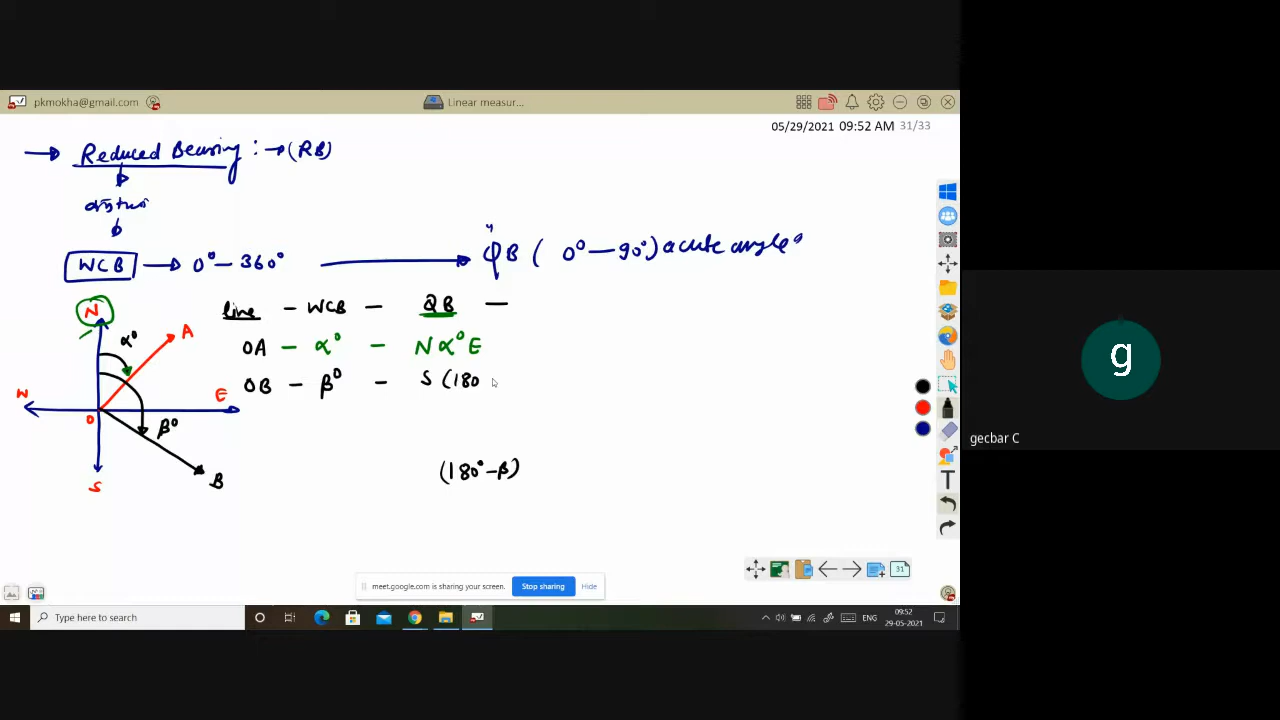 pkmokha@gmail.com
Linear measur...
05/29/2021 09:52 AM 31/33
→ Reduced Bearing : → (RB)
WCB → 0° — 360° → QB ( 0° — 90°) acute angle
line - WCB - QB —
N
α°
A
OA - α° - N α° E
OB - β° - S (180
W
E
O
β°
B
S
(180° - β)
g
gecbar C
T
31
meet.google.com is sharing your screen. Stop sharing Hide
Type here to search
ENG
09:52
29-05-2021